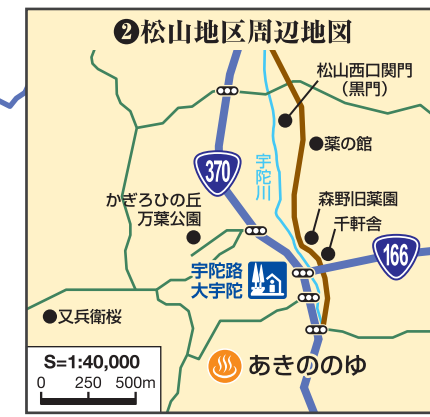 ❷松山地区周辺地図
松山西口関門
（黒門）
薬の館
370
宇陀川
かぎろひの丘
万葉公園
森野旧薬園
千軒舎
166
宇陀路
大宇陀
又兵衛桜
あきののゆ
S=1:40,000
0 250 500m